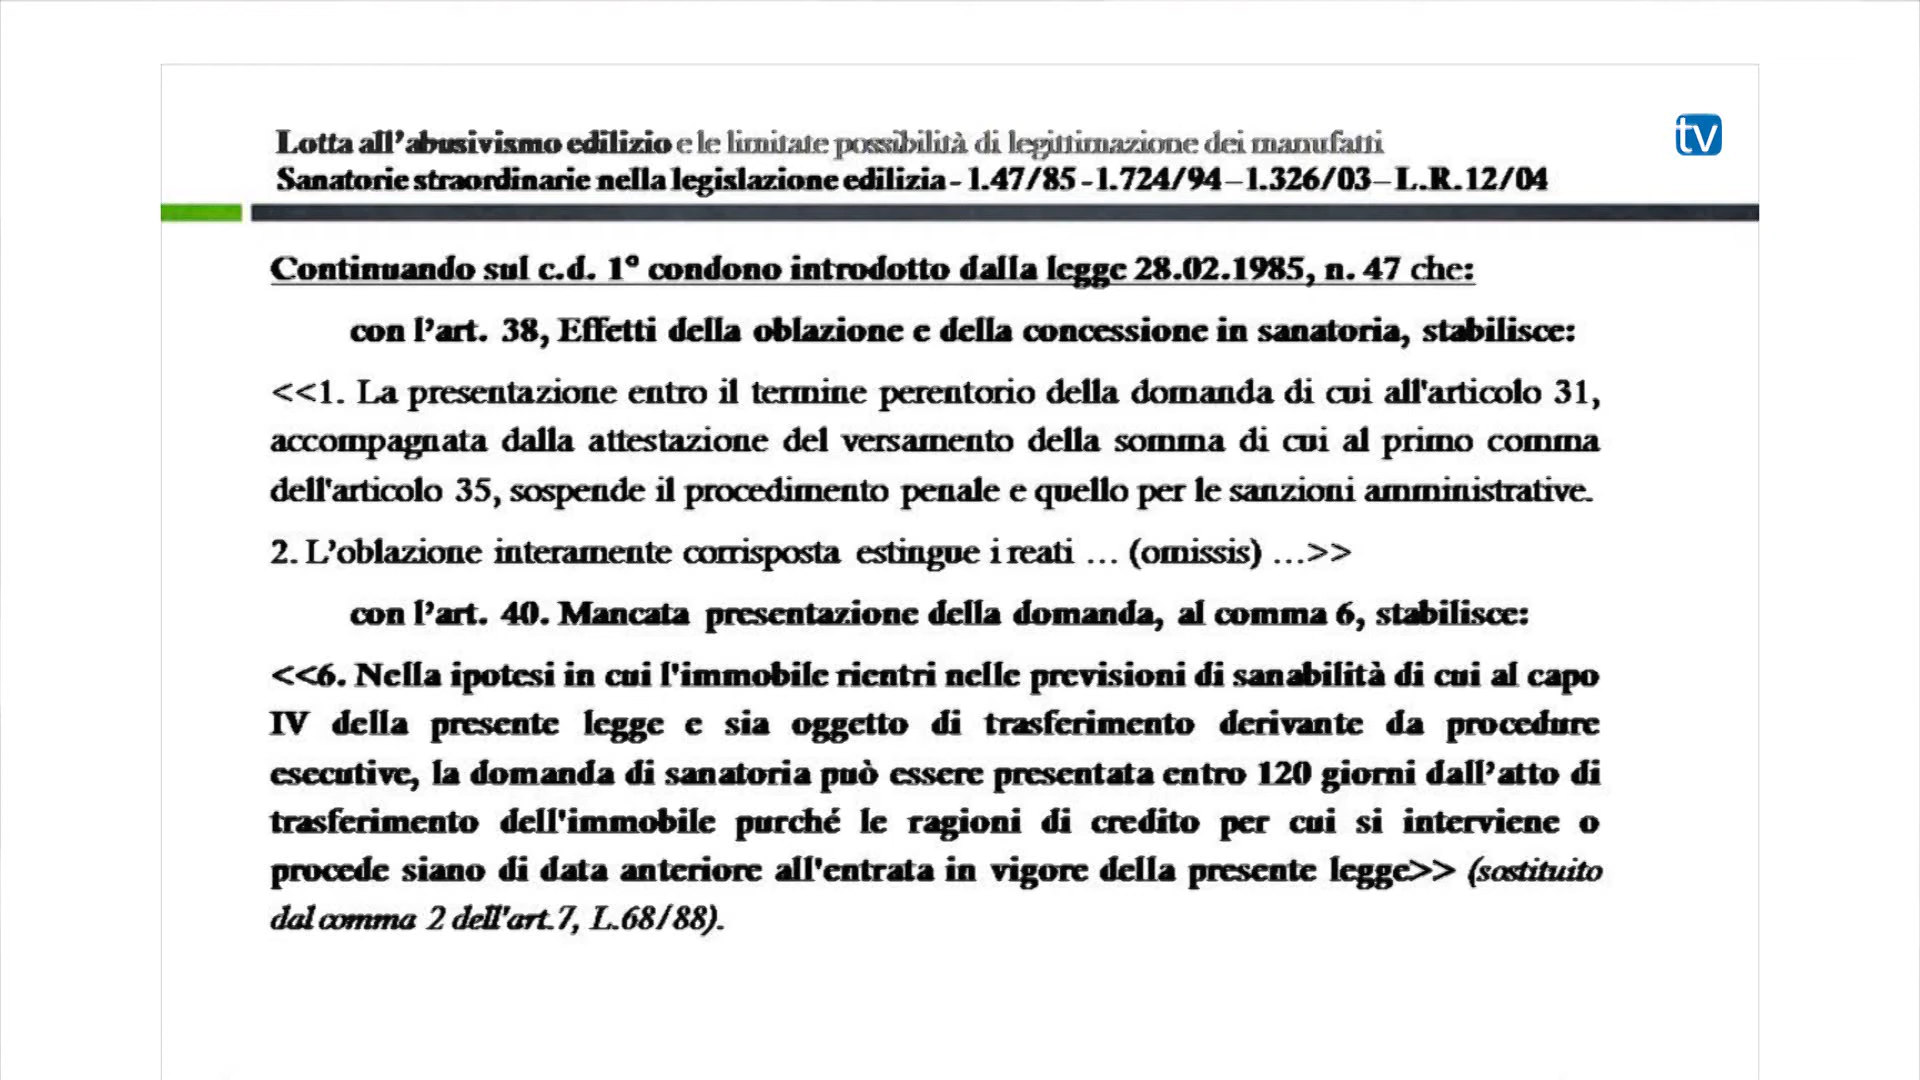 Lotta all'abusivismo edilizio e le limitate possibilità di legittimazione dei manufatti
tv
Sanatorie straordinarie nella legislazione edilizia - l.47/85 -l.724/94 –l.326/03– L.R.12/04
Continuando sul c.d. 1° condono introdotto dalla legge 28.02.1985, n. 47 che:
con l'art. 38, Effetti della oblazione e della concessione in sanatoria, stabilisce:
<<1. La presentazione entro il termine perentorio della domanda di cui all'articolo 31,
accompagnata dalla attestazione del versamento della somma di cui al primo comma
dell'articolo 35, sospende il procedimento penale e quello per le sanzioni amministrative.
2. L'oblazione interamente corrisposta estingue i reati … (omissis) …>>
con l'art. 40. Mancata presentazione della domanda, al comma 6, stabilisce:
<<6. Nella ipotesi in cui l'immobile rientri nelle previsioni di sanabilità di cui al capo
IV della presente legge e sia oggetto di trasferimento derivante da procedure
esecutive, la domanda di sanatoria può essere presentata entro 120 giorni dall'atto di
trasferimento dell'immobile purché le ragioni di credito per cui si interviene o
procede siano di data anteriore all'entrata in vigore della presente legge>> (sostituito
dal comma 2 dell'art.7, L.68/88).